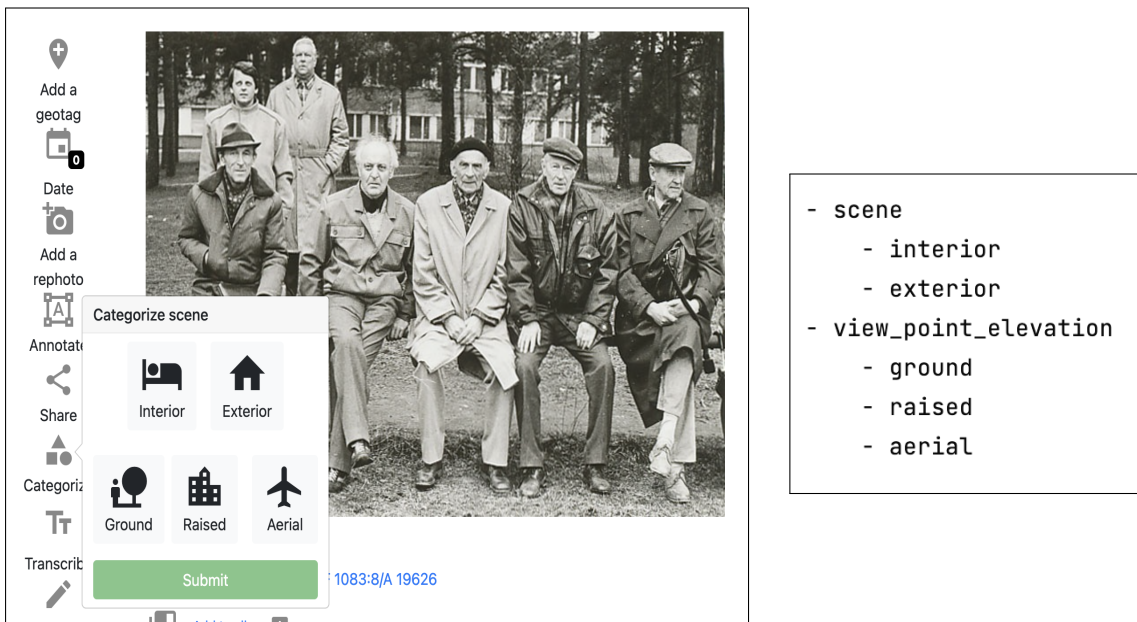 Add a
geotag
0
Date
Add a
rephoto
A
Annotate
Share
Categoriz
Transcrib
Categorize scene
Interior
Exterior
Ground
Raised
Aerial
Submit
1083:8/A 19626
- scene
- interior
- exterior
- view_point_elevation
- ground
- raised
- aerial